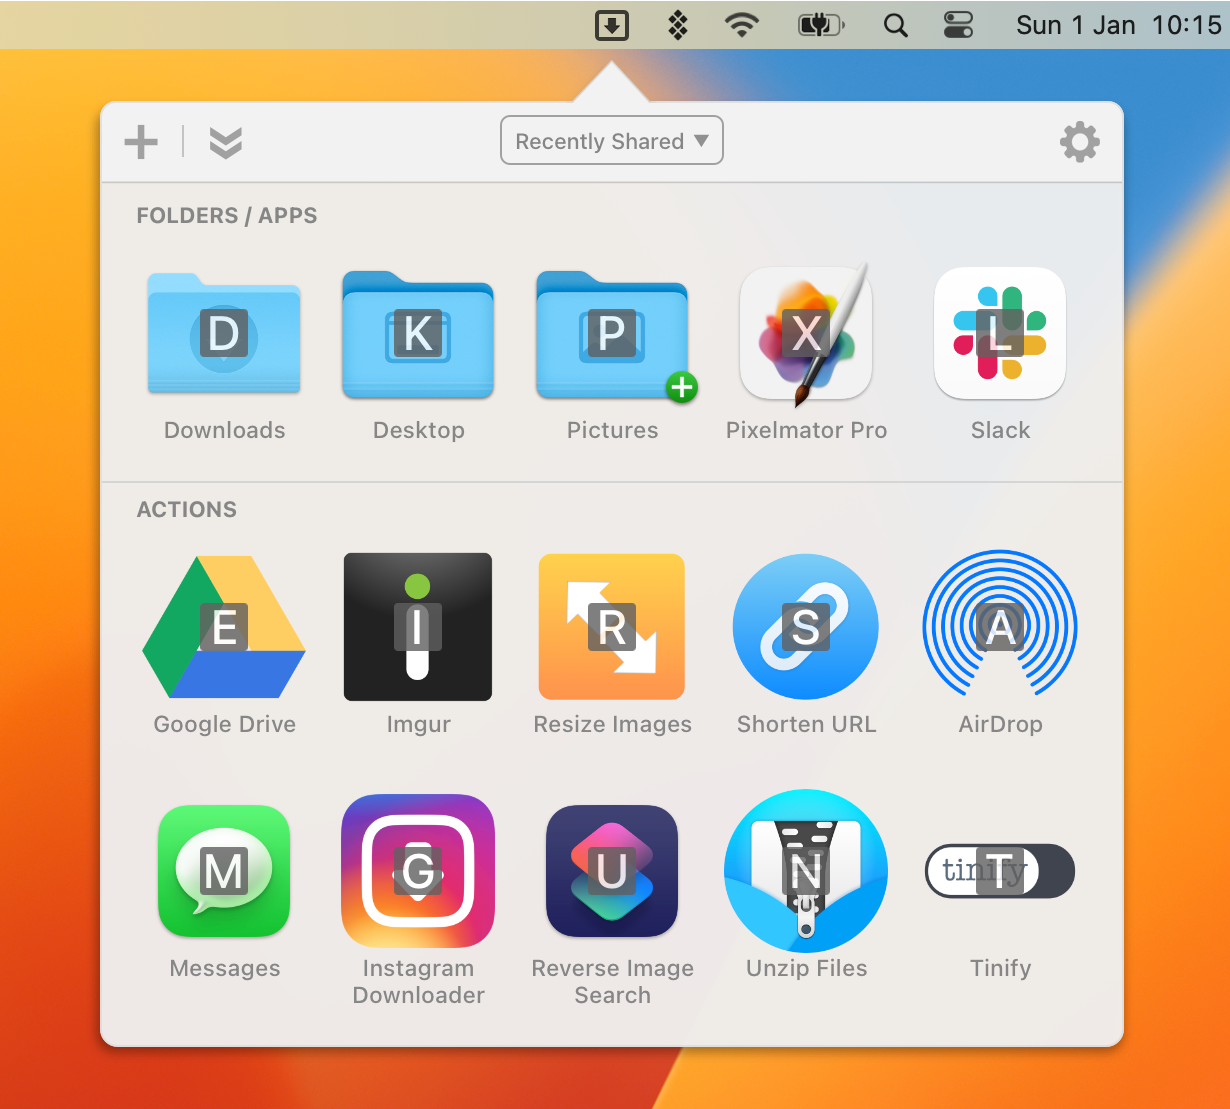 Sun 1 Jan 10:15
Recently Shared ▼
FOLDERS / APPS
D K P X L
Downloads Desktop Pictures Pixelmator Pro Slack
ACTIONS
E I R S A
Google Drive Imgur Resize Images Shorten URL AirDrop
M G U N tinify T
Messages Instagram Downloader Reverse Image Search Unzip Files Tinify